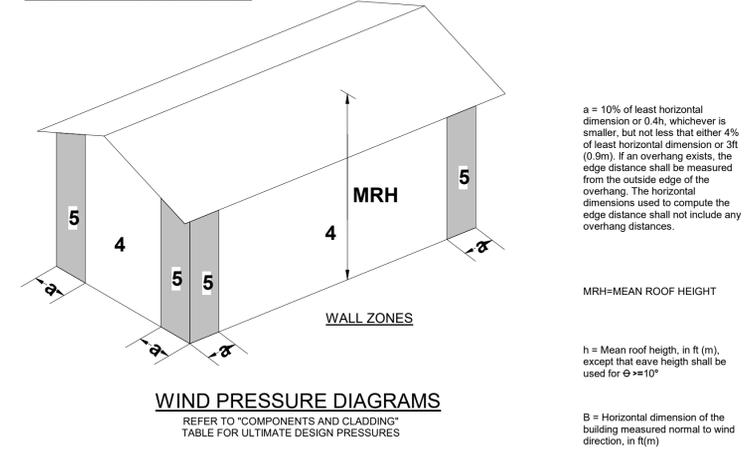 5
4
5
5
MRH
4
5
a
a
a
a
WALL ZONES
WIND PRESSURE DIAGRAMS
REFER TO "COMPONENTS AND CLADDING"
TABLE FOR ULTIMATE DESIGN PRESSURES
a = 10% of least horizontal
dimension or 0.4h, whichever is
smaller, but not less that either 4%
of least horizontal dimension or 3ft
(0.9m). If an overhang exists, the
edge distance shall be measured
from the outside edge of the
overhang. The horizontal
dimensions used to compute the
edge distance shall not include any
overhang distances.
MRH=MEAN ROOF HEIGHT
h = Mean roof heigth, in ft (m),
except that eave heigth shall be
used for Ɵ >=10°
B = Horizontal dimension of the
building measured normal to wind
direction, in ft(m)